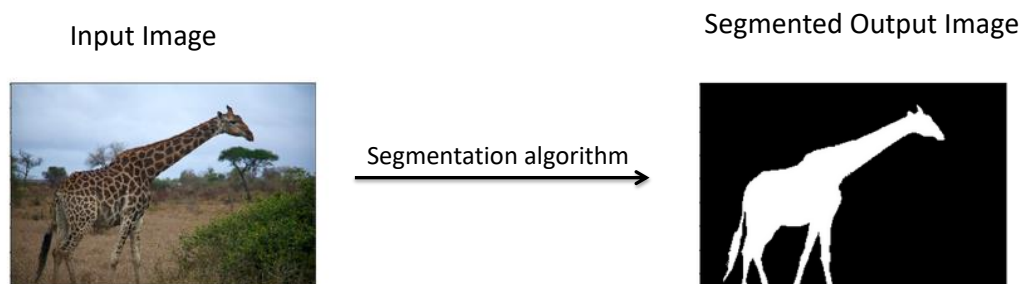 Input Image
Segmented Output Image
Segmentation algorithm